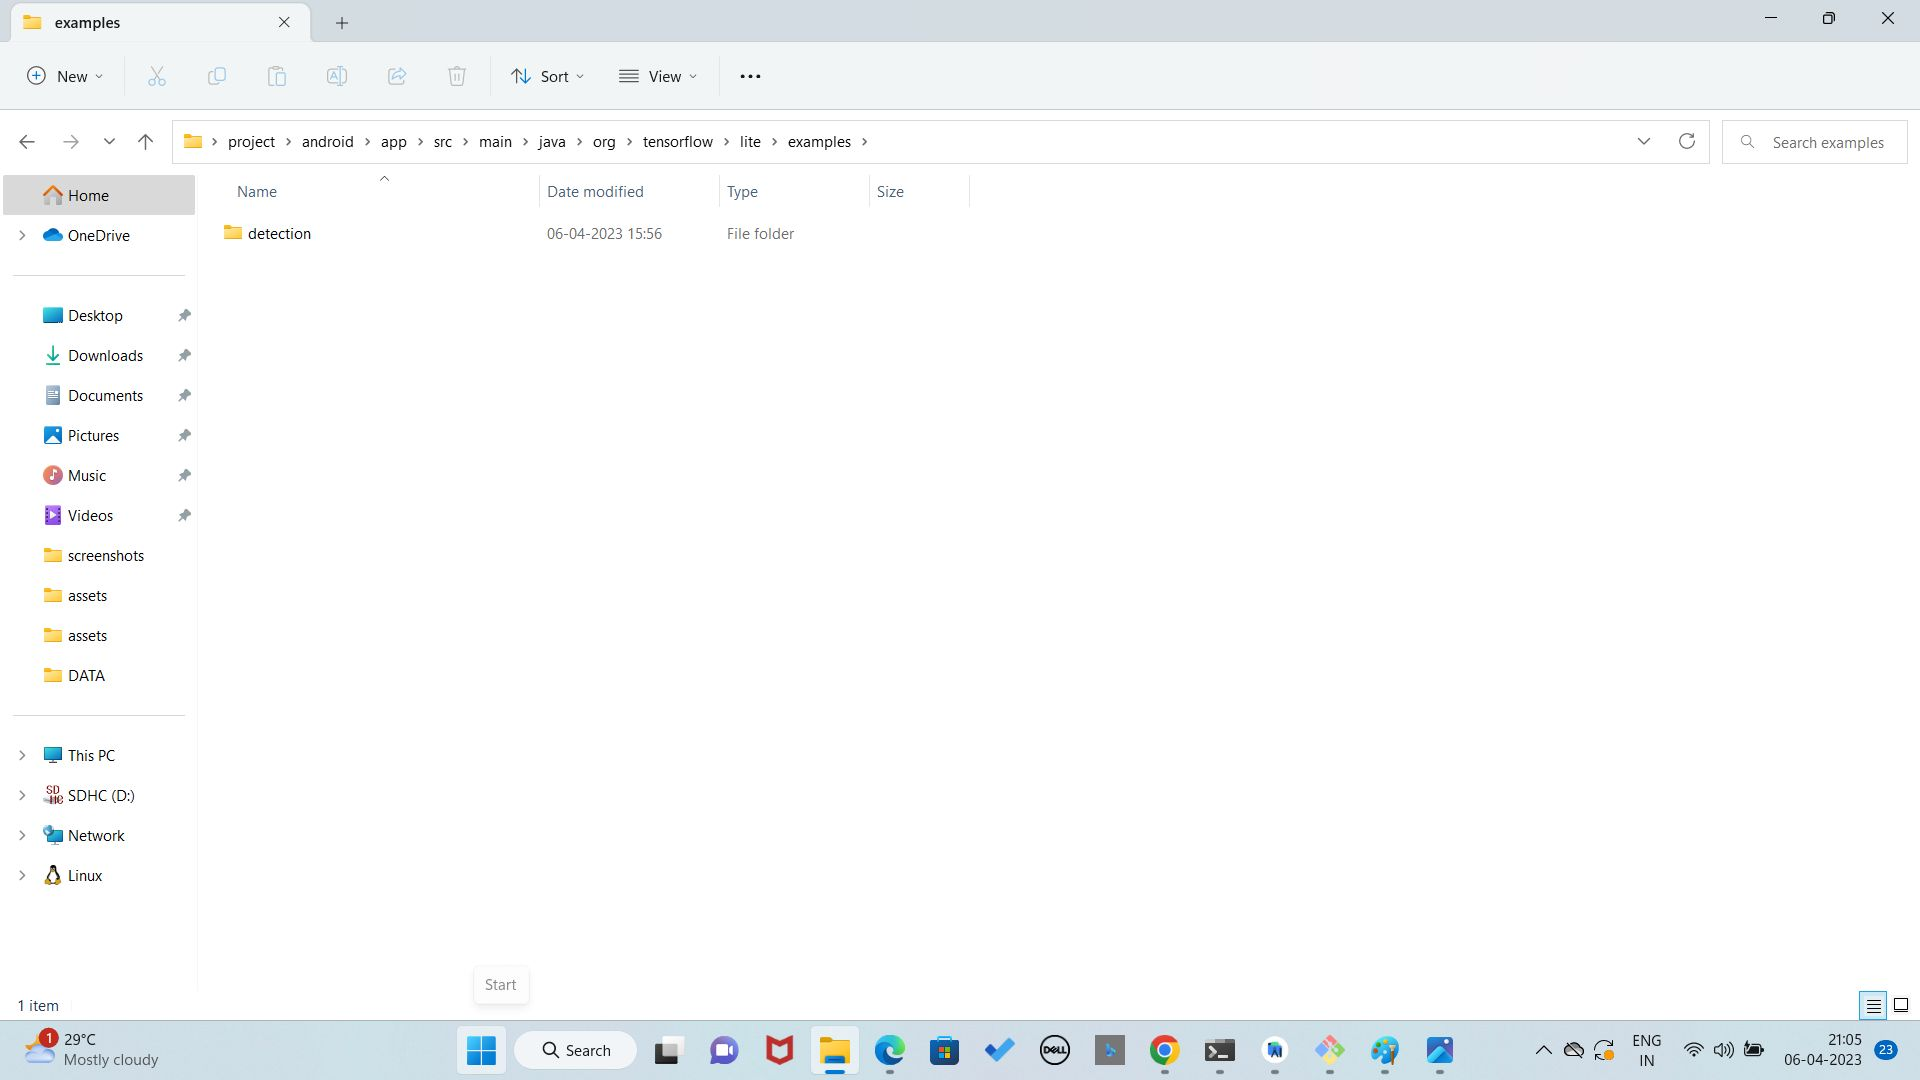 examples
New
Sort
View
project android app src main java org tensorflow lite examples
Search examples
Name Date modified Type Size
detection 06-04-2023 15:56 File folder
Home
OneDrive
Desktop
Downloads
Documents
Pictures
Music
Videos
screenshots
assets
assets
DATA
This PC
SDHC (D:)
Network
Linux
Start
1 item
1 29°C
Mostly cloudy
Search
DELL
ENG
IN
21:05
06-04-2023
23